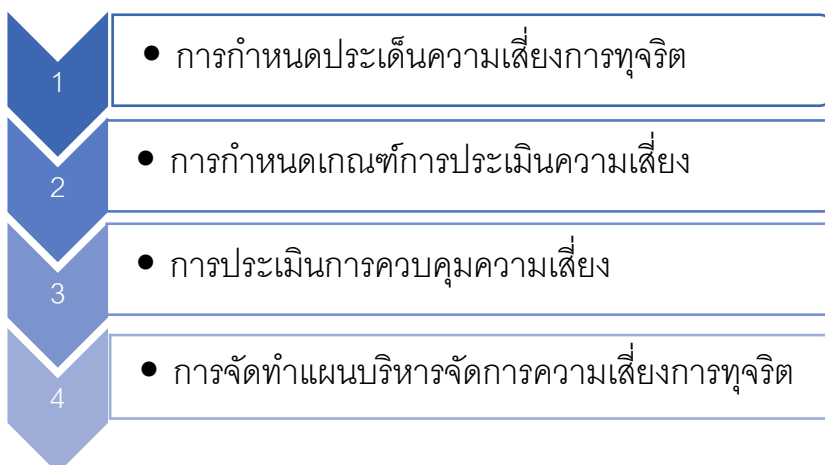 1
• การกำหนดประเด็นความเสี่ยงการทุจริต
2
• การกำหนดเกณฑ์การประเมินความเสี่ยง
3
• การประเมินการควบคุมความเสี่ยง
4
• การจัดทำแผนบริหารจัดการความเสี่ยงการทุจริต